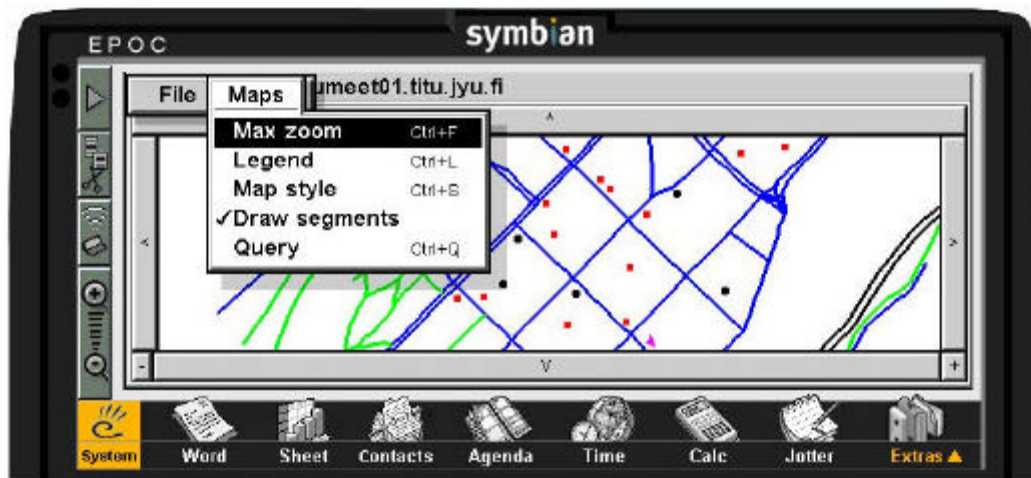 symbian
EPOC
File Maps umeet01.titu.jyu.fi
Max zoom Ctrl+F
Legend Ctrl+L
Map style Ctrl+S
✓Draw segments
Query Ctrl+Q
^
< >
- V +
System Word Sheet Contacts Agenda Time Calc Jotter Extras ▲